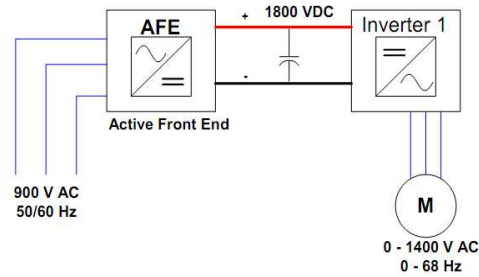 + 1800 VDC
AFE
Inverter 1
-
Active Front End
900 V AC
50/60 Hz
M
0 - 1400 V AC
0 - 68 Hz